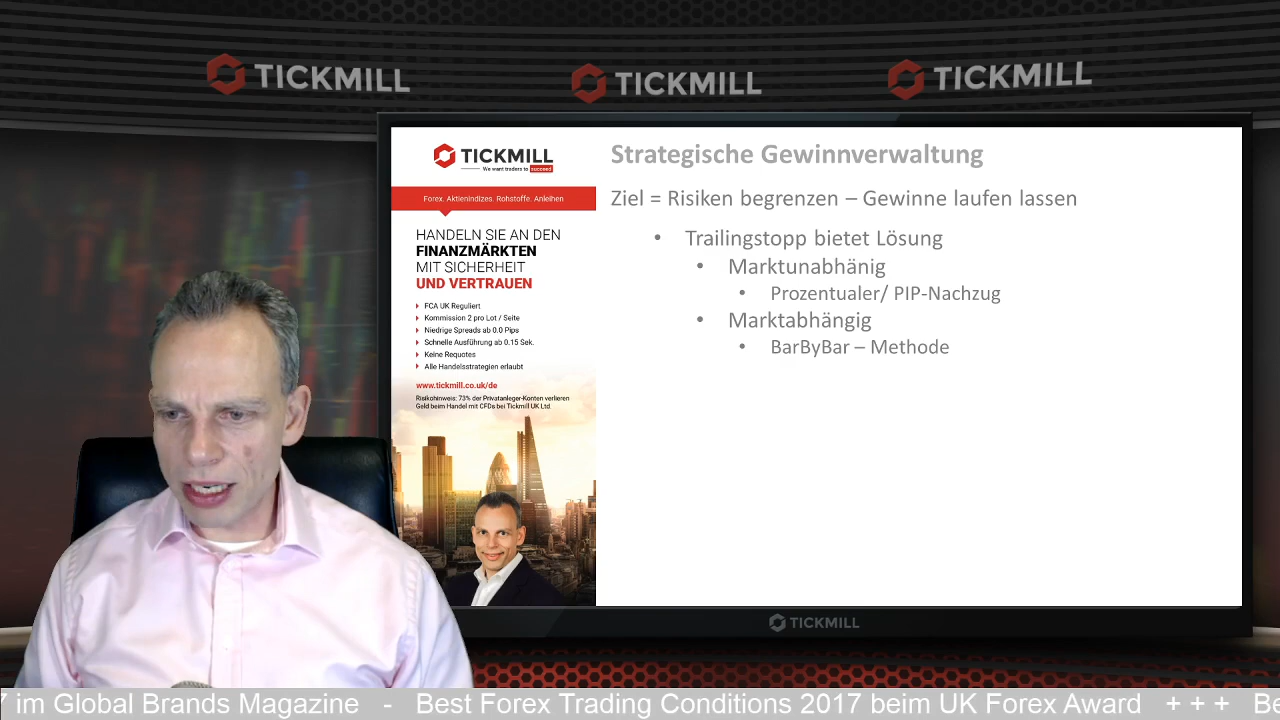 TICKMILL
TICKMILL
TICKMILL
TICKMILL
We want traders to succeed
Forex. Aktienindizes. Rohstoffe. Anleihen
HANDELN SIE AN DEN
FINANZMÄRKTEN
MIT SICHERHEIT
UND VERTRAUEN
FCA UK Reguliert
Kommission 2 pro Lot / Seite
Niedrige Spreads ab 0.0 Pips
Schnelle Ausführung ab 0.15 Sek.
Keine Requotes
Alle Handelsstrategien erlaubt
www.tickmill.co.uk/de
Risikohinweis: 73% der Privatanleger-Konten verlieren
Geld beim Handel mit CFDs bei Tickmill UK Ltd.
Strategische Gewinnverwaltung
Ziel = Risiken begrenzen – Gewinne laufen lassen
• Trailingstopp bietet Lösung
• Marktunabhänig
• Prozentualer/ PIP-Nachzug
• Marktabhängig
• BarByBar – Methode
TICKMILL
im Global Brands Magazine - Best Forex Trading Conditions 2017 beim UK Forex Award + + +